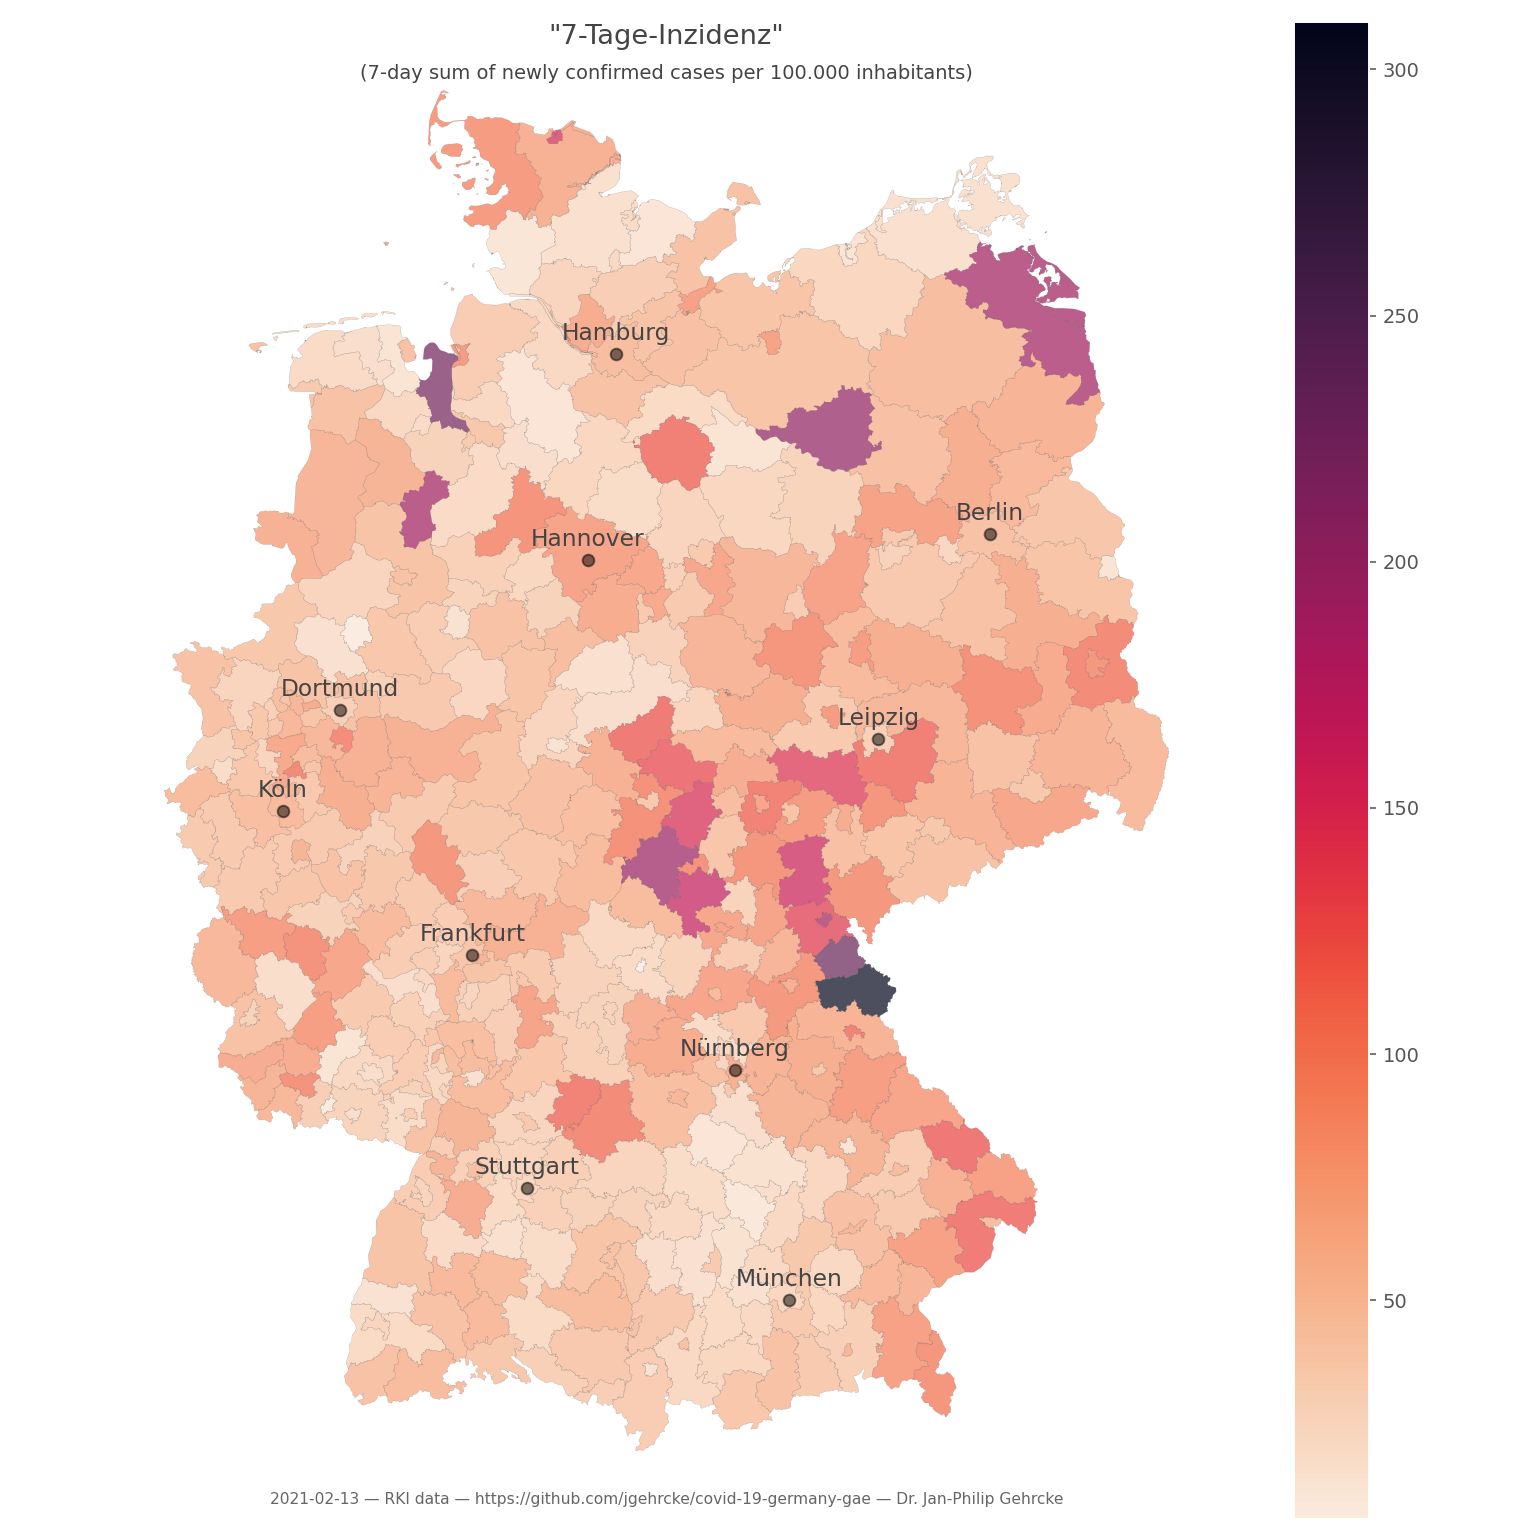 "7-Tage-Inzidenz"
(7-day sum of newly confirmed cases per 100.000 inhabitants)
300
250
200
150
100
50
Hamburg
Berlin
Hannover
Dortmund
Leipzig
Köln
Frankfurt
Nürnberg
Stuttgart
München
2021-02-13 — RKI data — https://github.com/jgehrcke/covid-19-germany-gae — Dr. Jan-Philip Gehrcke